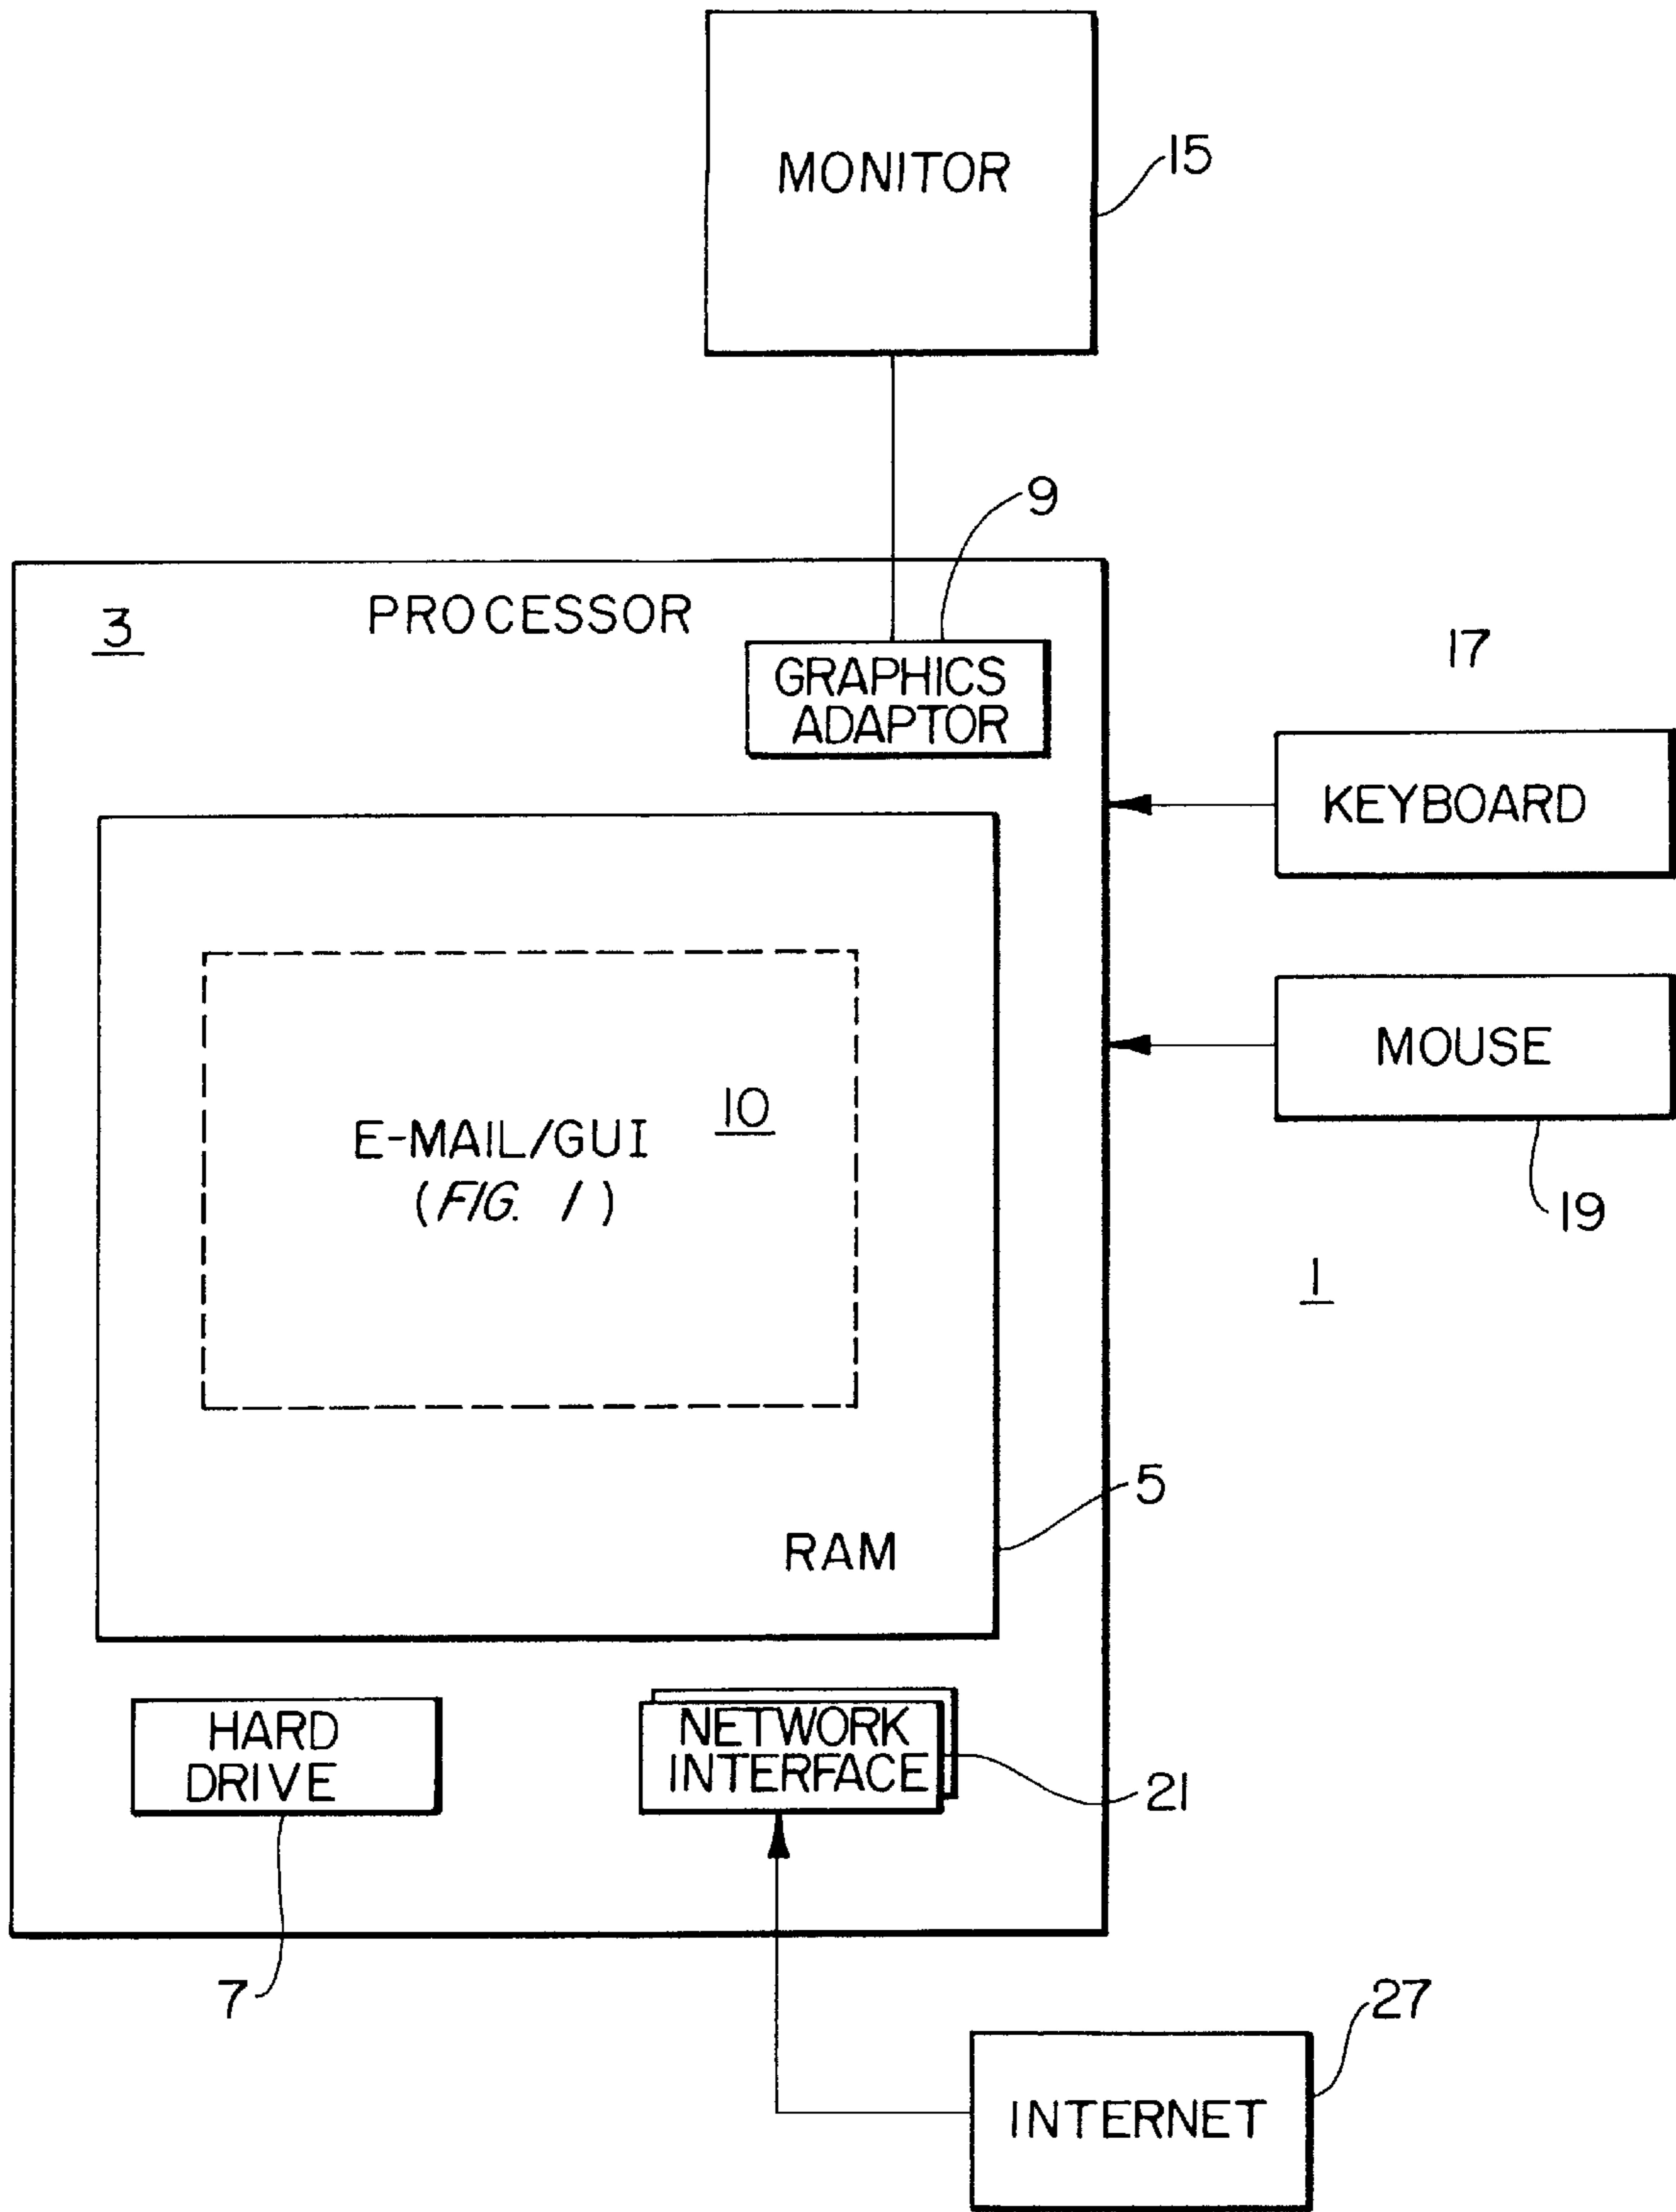 MONITOR
15
9
3
PROCESSOR
GRAPHICS
ADAPTOR
17
KEYBOARD
MOUSE
19
10
E-MAIL/GUI
(FIG. 1)
1
5
RAM
HARD
DRIVE
NETWORK
INTERFACE
21
7
27
INTERNET